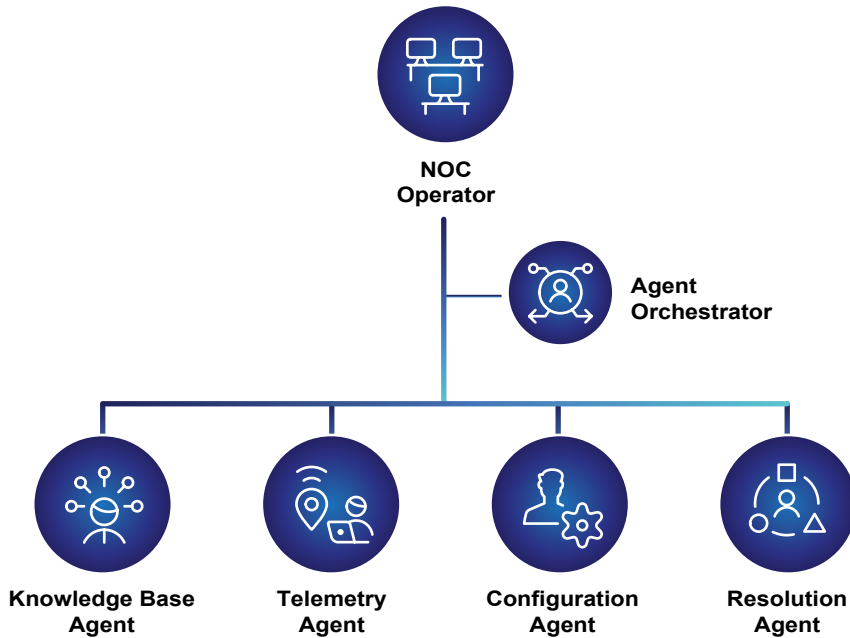 NOC
Operator
Agent
Orchestrator
Knowledge Base
Agent
Telemetry
Agent
Configuration
Agent
Resolution
Agent